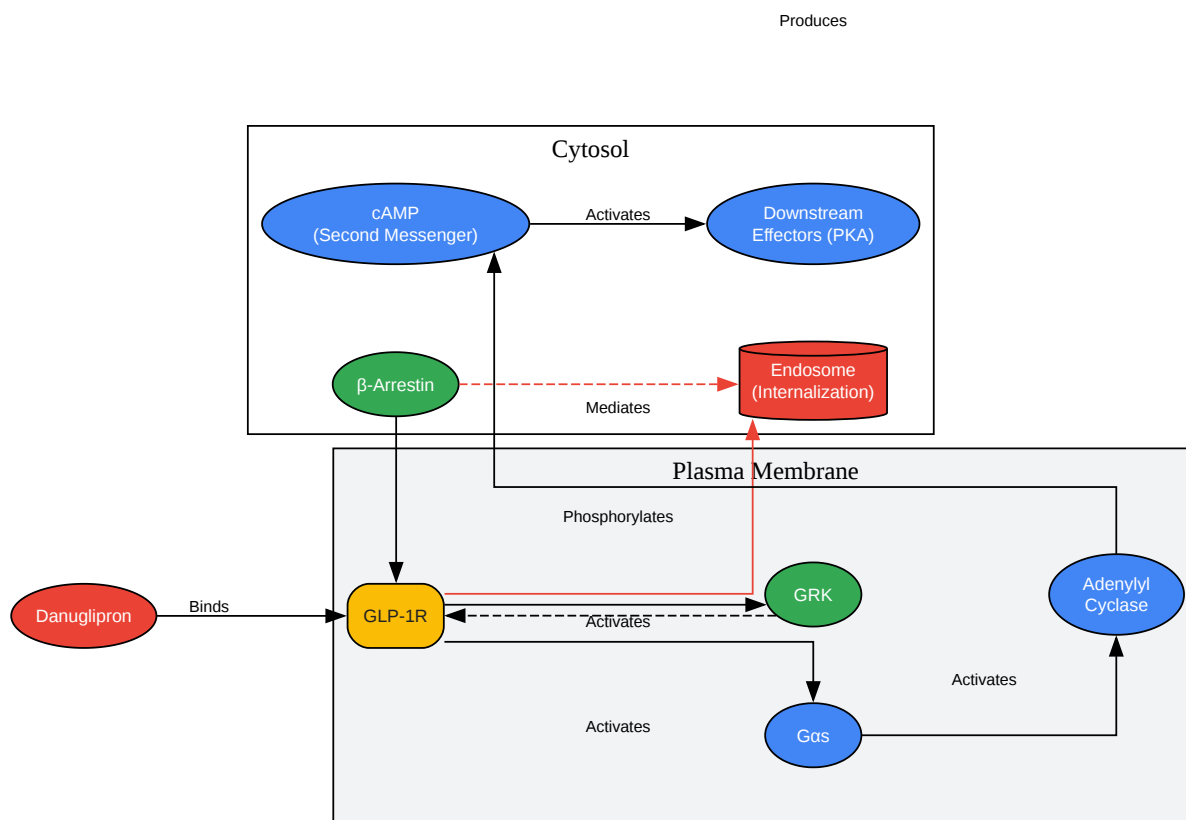 Produces
Cytosol
cAMP
(Second Messenger)
Activates
Downstream
Effectors (PKA)
β-Arrestin
Mediates
Endosome
(Internalization)
Plasma Membrane
Phosphorylates
Danuglipron
Binds
GLP-1R
Activates
GRK
Adenylyl
Cyclase
Activates
Activates
Gαs